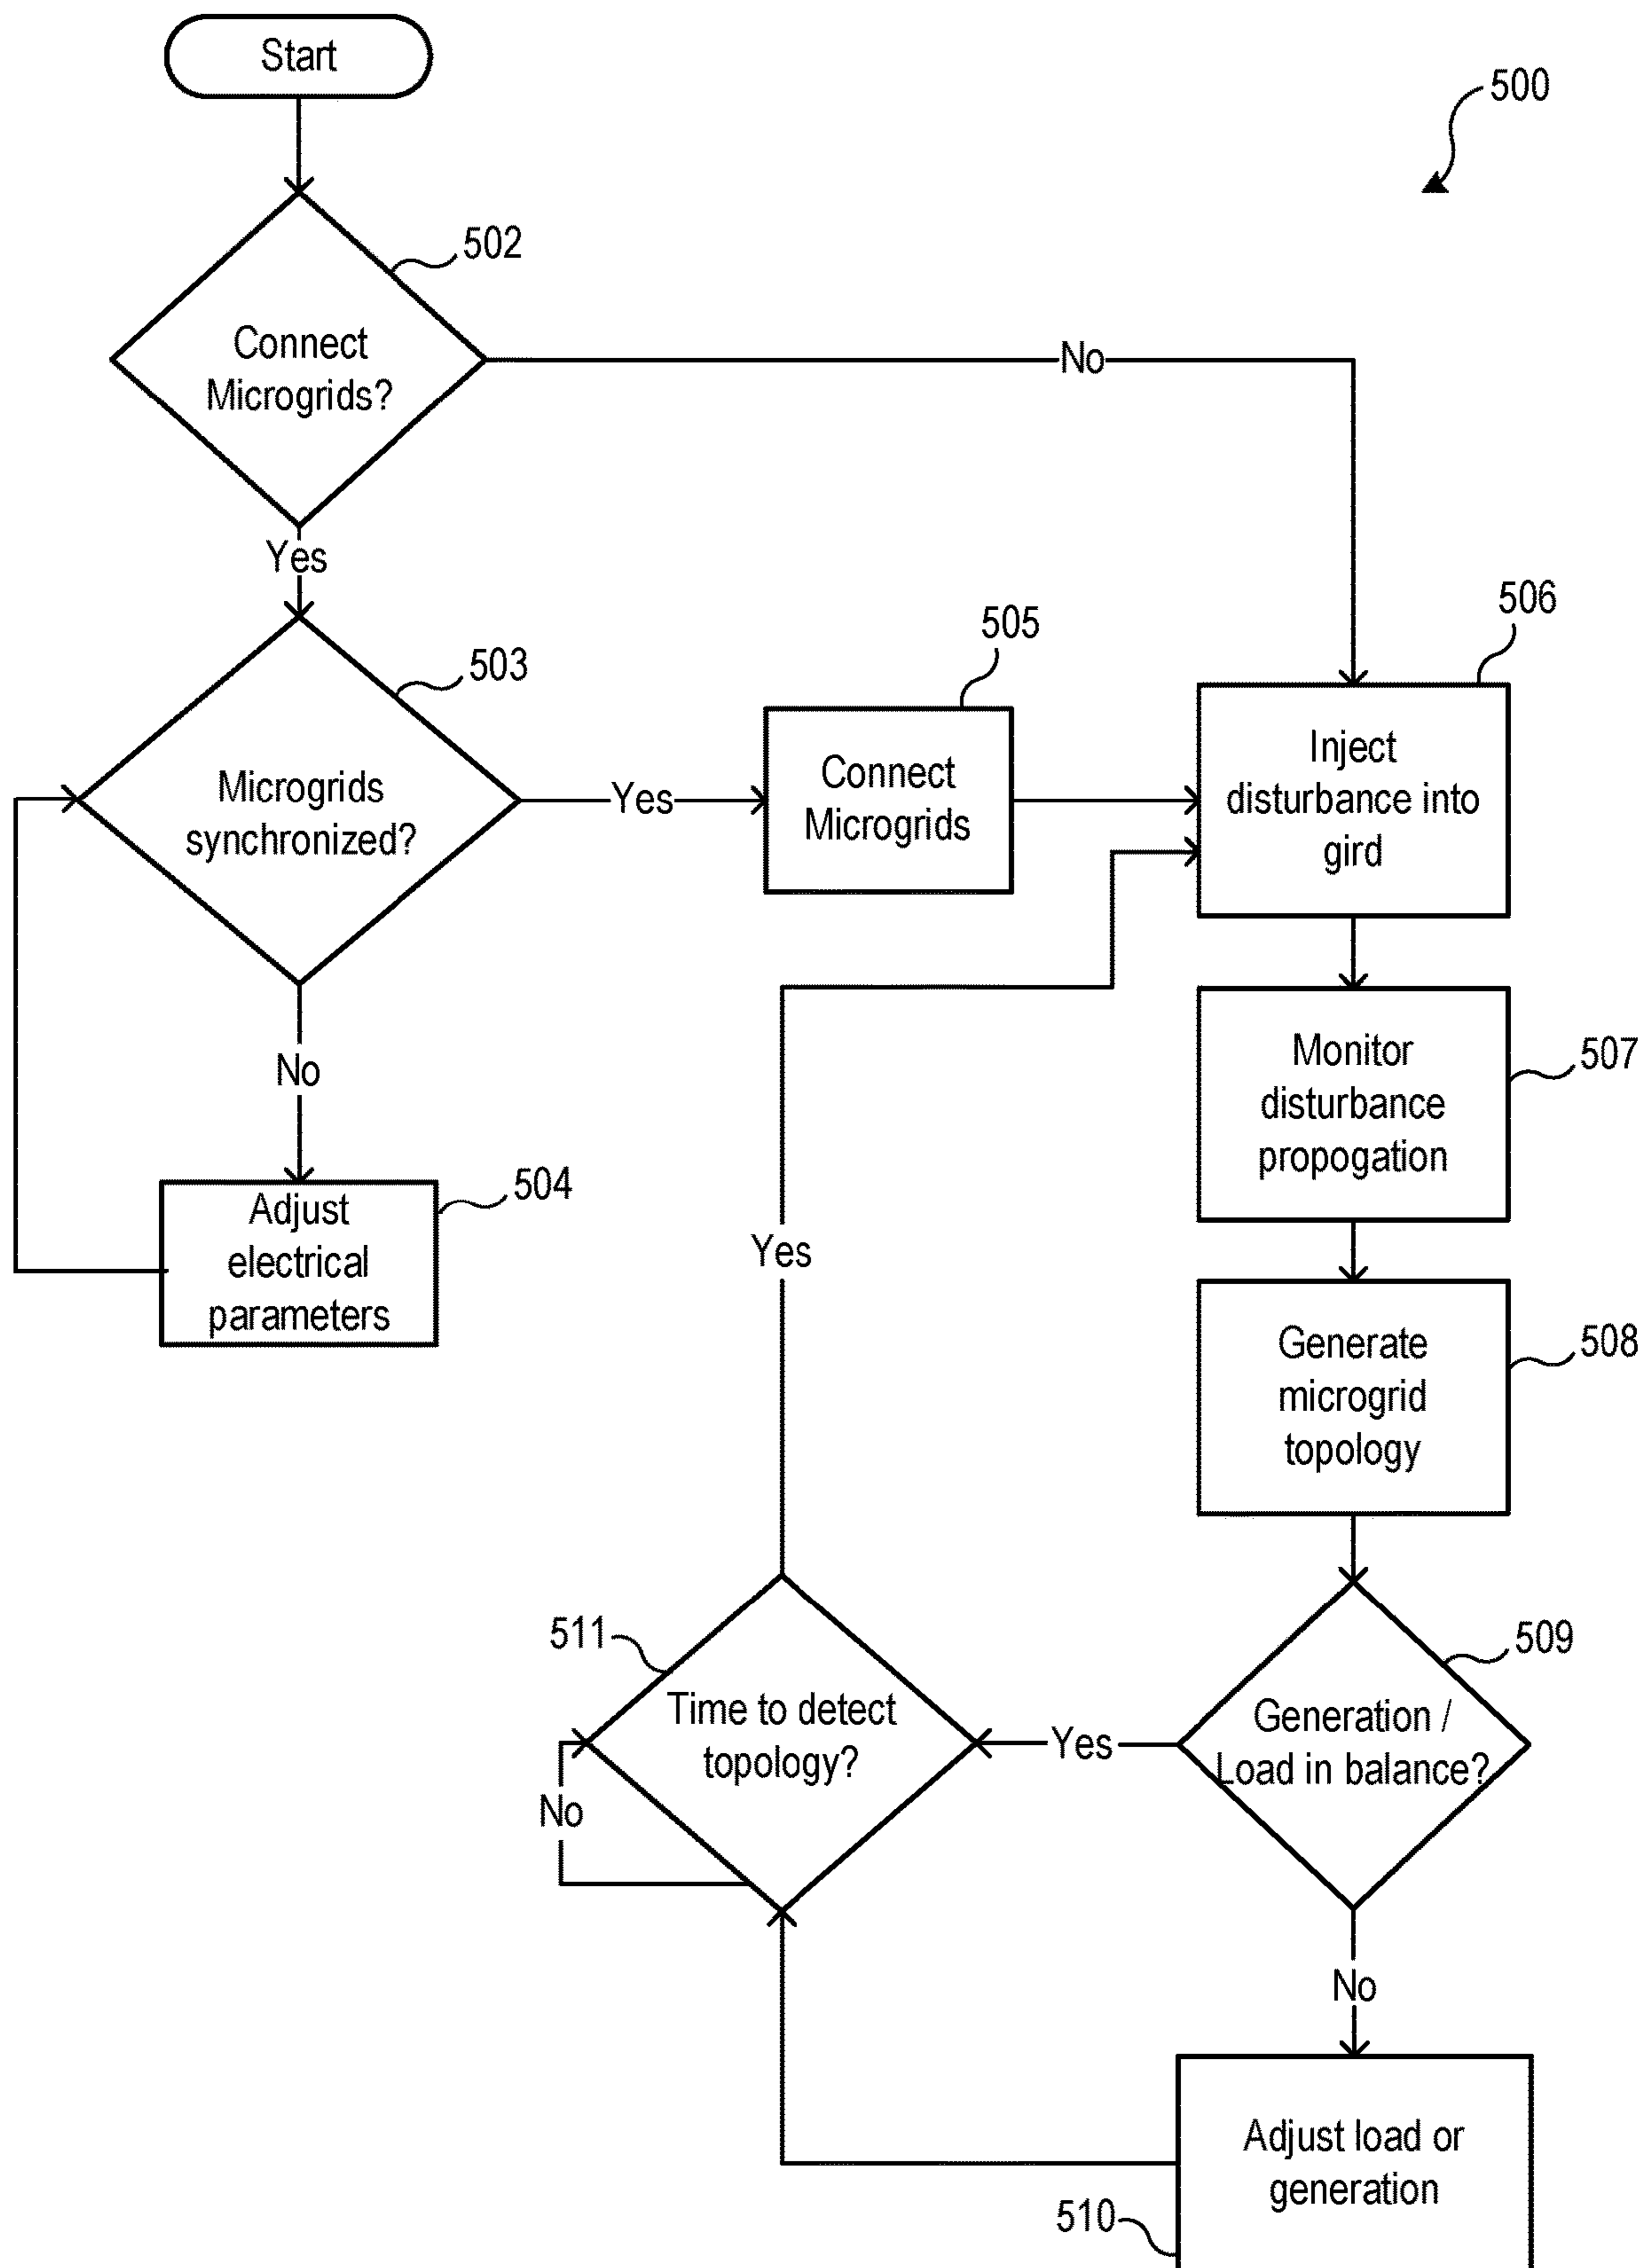 Start
500
502
Connect
Microgrids?
No
Yes
503
Microgrids
synchronized?
Yes
505
Connect
Microgrids
506
Inject
disturbance into
gird
No
504
Adjust
electrical
parameters
507
Monitor
disturbance
propogation
Yes
508
Generate
microgrid
topology
511
Time to detect
topology?
No
Yes
509
Generation /
Load in balance?
No
Adjust load or
generation
510